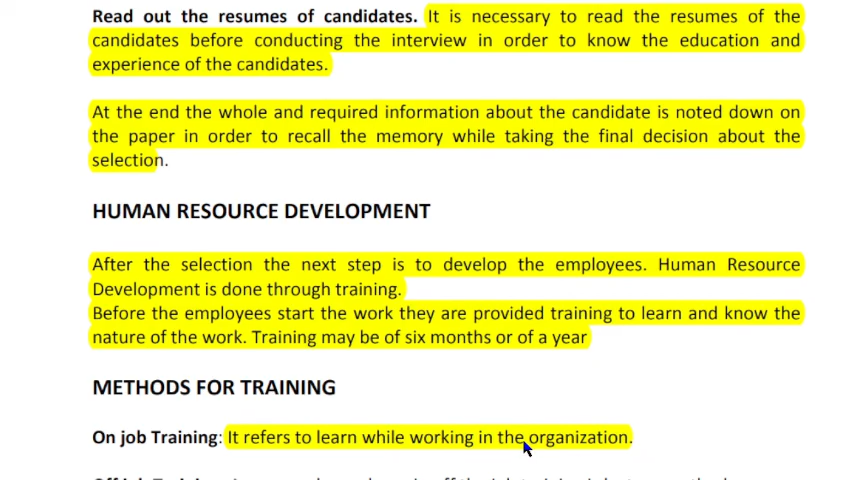 Read out the resumes of candidates. It is necessary to read the resumes of the
candidates before conducting the interview in order to know the education and
experience of the candidates.
At the end the whole and required information about the candidate is noted down on
the paper in order to recall the memory while taking the final decision about the
selection.
HUMAN RESOURCE DEVELOPMENT
After the selection the next step is to develop the employees. Human Resource
Development is done through training.
Before the employees start the work they are provided training to learn and know the
nature of the work. Training may be of six months or of a year
METHODS FOR TRAINING
On job Training: It refers to learn while working in the organization.